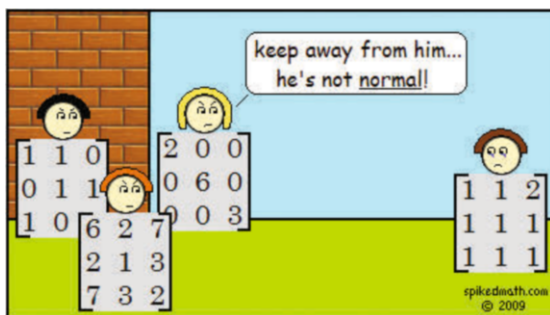 keep away from him...
he's not normal!
1 1 0
0 1 1
1 0
2 0 0
0 6 0
0 0 3
6 2 7
2 1 3
7 3 2
1 1 2
1 1 1
1 1 1
spikedmath.com
© 2009